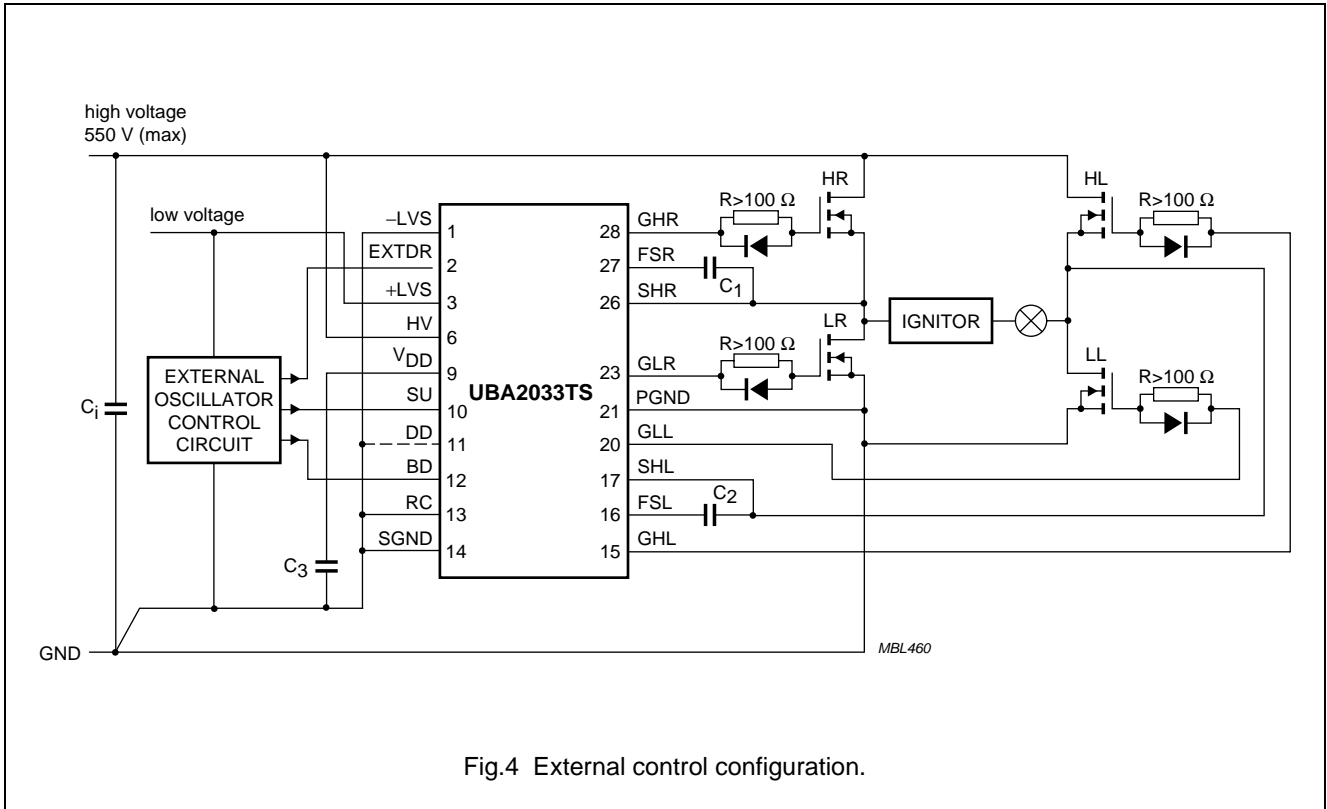 high voltage
550 V (max)
low voltage
−LVS
1
EXTDR
2
+LVS
3
HV
6
VDD
9
SU
10
DD
11
BD
12
RC
13
SGND
14
EXTERNAL
OSCILLATOR
CONTROL
CIRCUIT
Ci
C3
GND
UBA2033TS
28
GHR
27
FSR
26
SHR
23
GLR
21
PGND
20
GLL
17
SHL
16
FSL
15
GHL
R>100 Ω
HR
C1
R>100 Ω
LR
C2
IGNITOR
HL
R>100 Ω
LL
R>100 Ω
MBL460
Fig.4 External control configuration.